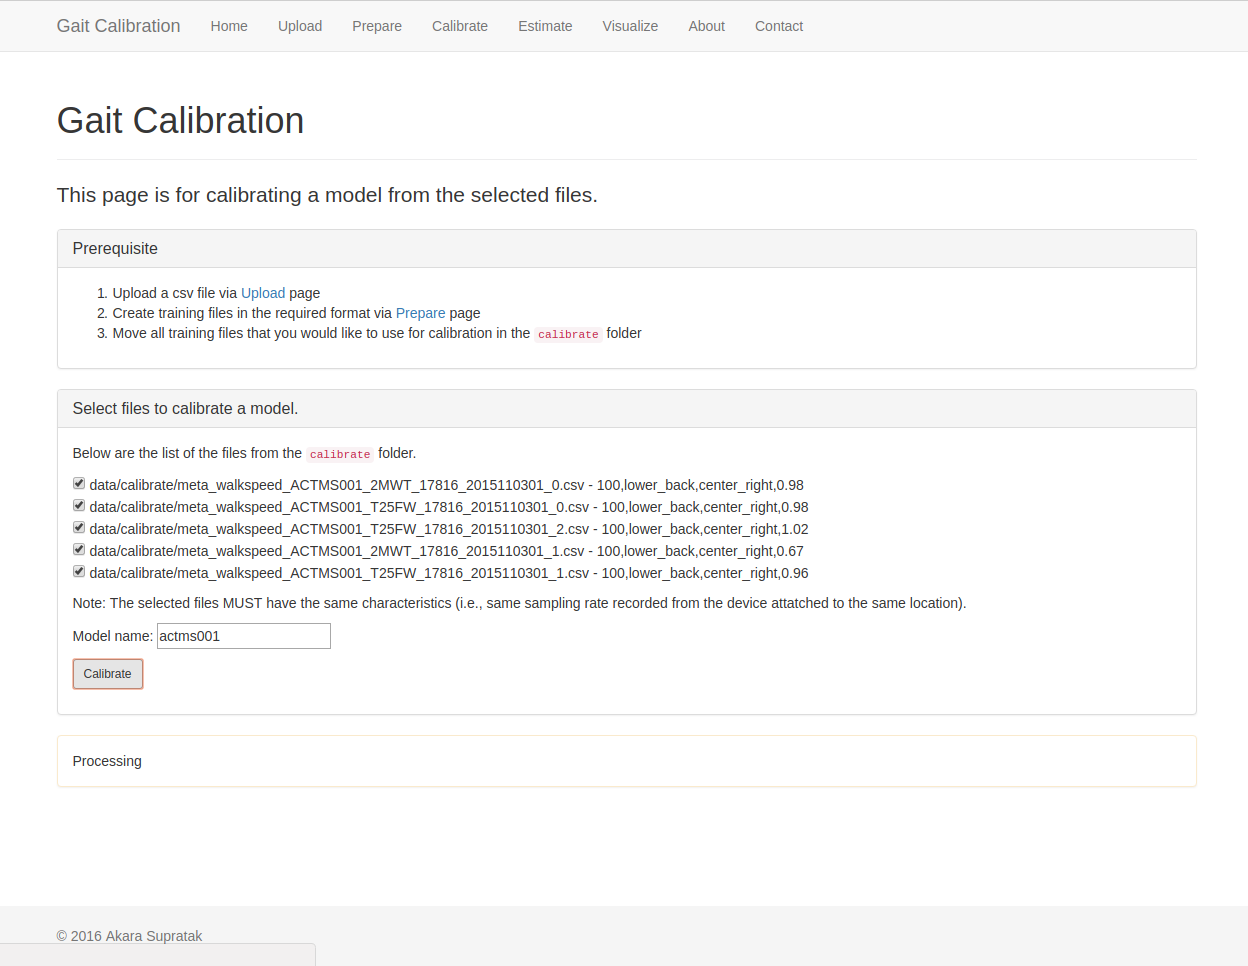 Gait Calibration Home Upload Prepare Calibrate Estimate Visualize About Contact
Gait Calibration
This page is for calibrating a model from the selected files.
Prerequisite
1. Upload a csv file via Upload page
2. Create training files in the required format via Prepare page
3. Move all training files that you would like to use for calibration in the calibrate folder
Select files to calibrate a model.
Below are the list of the files from the calibrate folder.
data/calibrate/meta_walkspeed_ACTMS001_2MWT_17816_2015110301_0.csv - 100,lower_back,center_right,0.98
data/calibrate/meta_walkspeed_ACTMS001_T25FW_17816_2015110301_0.csv - 100,lower_back,center_right,0.98
data/calibrate/meta_walkspeed_ACTMS001_T25FW_17816_2015110301_2.csv - 100,lower_back,center_right,1.02
data/calibrate/meta_walkspeed_ACTMS001_2MWT_17816_2015110301_1.csv - 100,lower_back,center_right,0.67
data/calibrate/meta_walkspeed_ACTMS001_T25FW_17816_2015110301_1.csv - 100,lower_back,center_right,0.96
Note: The selected files MUST have the same characteristics (i.e., same sampling rate recorded from the device attatched to the same location).
Model name: actms001
Calibrate
Processing
© 2016 Akara Supratak